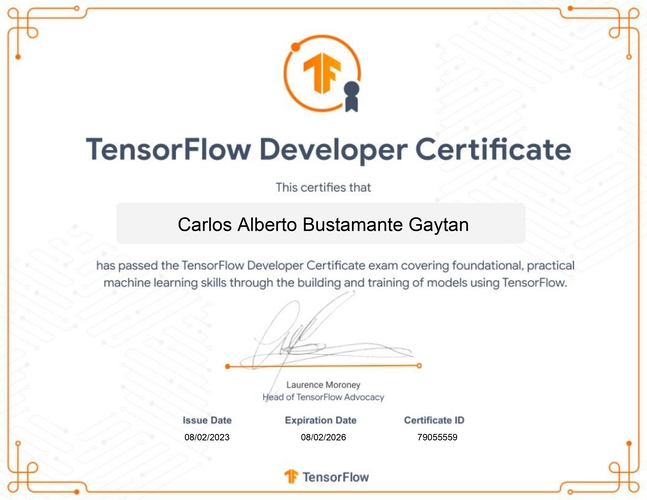 TensorFlow Developer Certificate
This certifies that
Carlos Alberto Bustamante Gaytan
has passed the TensorFlow Developer Certificate exam covering foundational, practical
machine learning skills through the building and training of models using TensorFlow.
Laurence Moroney
Head of TensorFlow Advocacy
Issue Date Expiration Date Certificate ID
08/02/2023 08/02/2026 79055559
TensorFlow